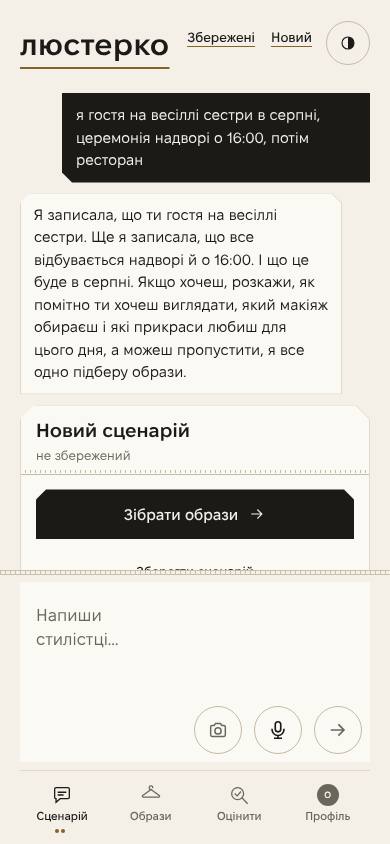 люстерко
Збережені Новий
я гостя на весіллі сестри в серпні,
церемонія надворі о 16:00, потім
ресторан
Я записала, що ти гостя на весіллі
сестри. Ще я записала, що все
відбувається надворі й о 16:00. І що це
буде в серпні. Якщо хочеш, розкажи, як
помітно ти хочеш виглядати, який макіяж
обираєш і які прикраси любиш для
цього дня, а можеш пропустити, я все
одно підберу образи.
Новий сценарій
не збережений
Зібрати образи →
Напиши
стилістці...
Сценарій Образи Оцінити Профіль
О